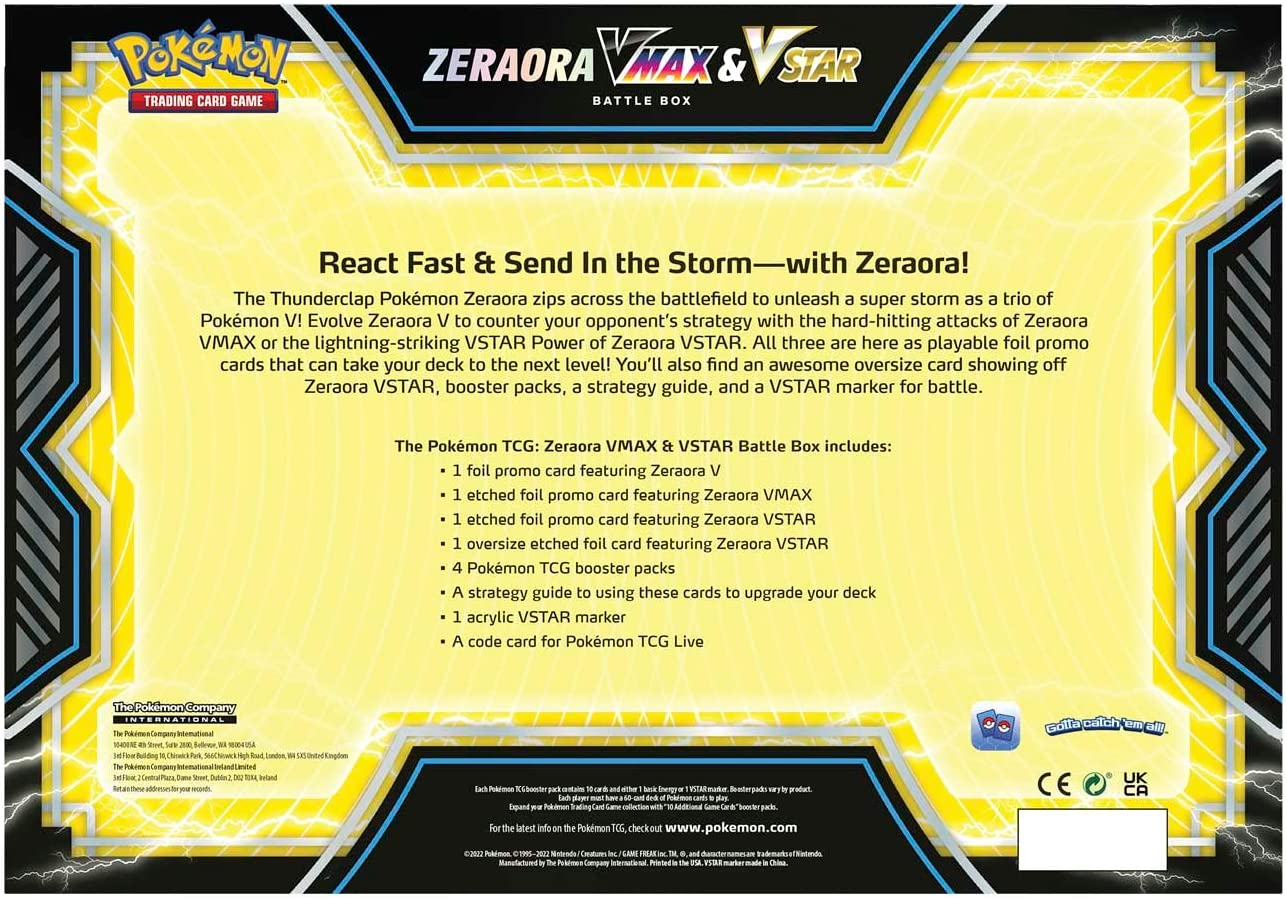 POKéMON™
TRADING CARD GAME
ZERAORA VMAX & VSTAR
BATTLE BOX
React Fast & Send In the Storm—with Zeraora!
The Thunderclap Pokémon Zeraora zips across the battlefield to unleash a super storm as a trio of
Pokémon V! Evolve Zeraora V to counter your opponent's strategy with the hard-hitting attacks of Zeraora
VMAX or the lightning-striking VSTAR Power of Zeraora VSTAR. All three are here as playable foil promo
cards that can take your deck to the next level! You'll also find an awesome oversize card showing off
Zeraora VSTAR, booster packs, a strategy guide, and a VSTAR marker for battle.
The Pokémon TCG: Zeraora VMAX & VSTAR Battle Box includes:
▪ 1 foil promo card featuring Zeraora V
▪ 1 etched foil promo card featuring Zeraora VMAX
▪ 1 etched foil promo card featuring Zeraora VSTAR
▪ 1 oversize etched foil card featuring Zeraora VSTAR
▪ 4 Pokémon TCG booster packs
▪ A strategy guide to using these cards to upgrade your deck
▪ 1 acrylic VSTAR marker
▪ A code card for Pokémon TCG Live
The Pokémon Company
INTERNATIONAL
The Pokémon Company International
10400 NE 4th Street, Suite 2800, Bellevue, WA 98004 USA
3rd Floor Building 10, Chiswick Park, 566 Chiswick High Road, London, W4 5XS United Kingdom
The Pokémon Company International Ireland Limited
3rd Floor, 2 Central Plaza, Dame Street, Dublin 2, D02 T0X4, Ireland
Retain these addresses for your records.
Gotta catch 'em all!™
CE ® UK
CA
Each Pokémon TCG booster pack contains 10 cards and either 1 basic Energy or 1 VSTAR marker. Booster packs vary by product.
Each player must have a 60-card deck of Pokémon cards to play.
Expand your Pokémon Trading Card Game collection with "10 Additional Game Cards" booster packs.
For the latest info on the Pokémon TCG, check out www.pokemon.com
©2022 Pokémon. ©1995–2022 Nintendo / Creatures Inc. / GAME FREAK inc. TM, ®, and character names are trademarks of Nintendo.
Manufactured by The Pokémon Company International. Printed in the USA. VSTAR marker made in China.